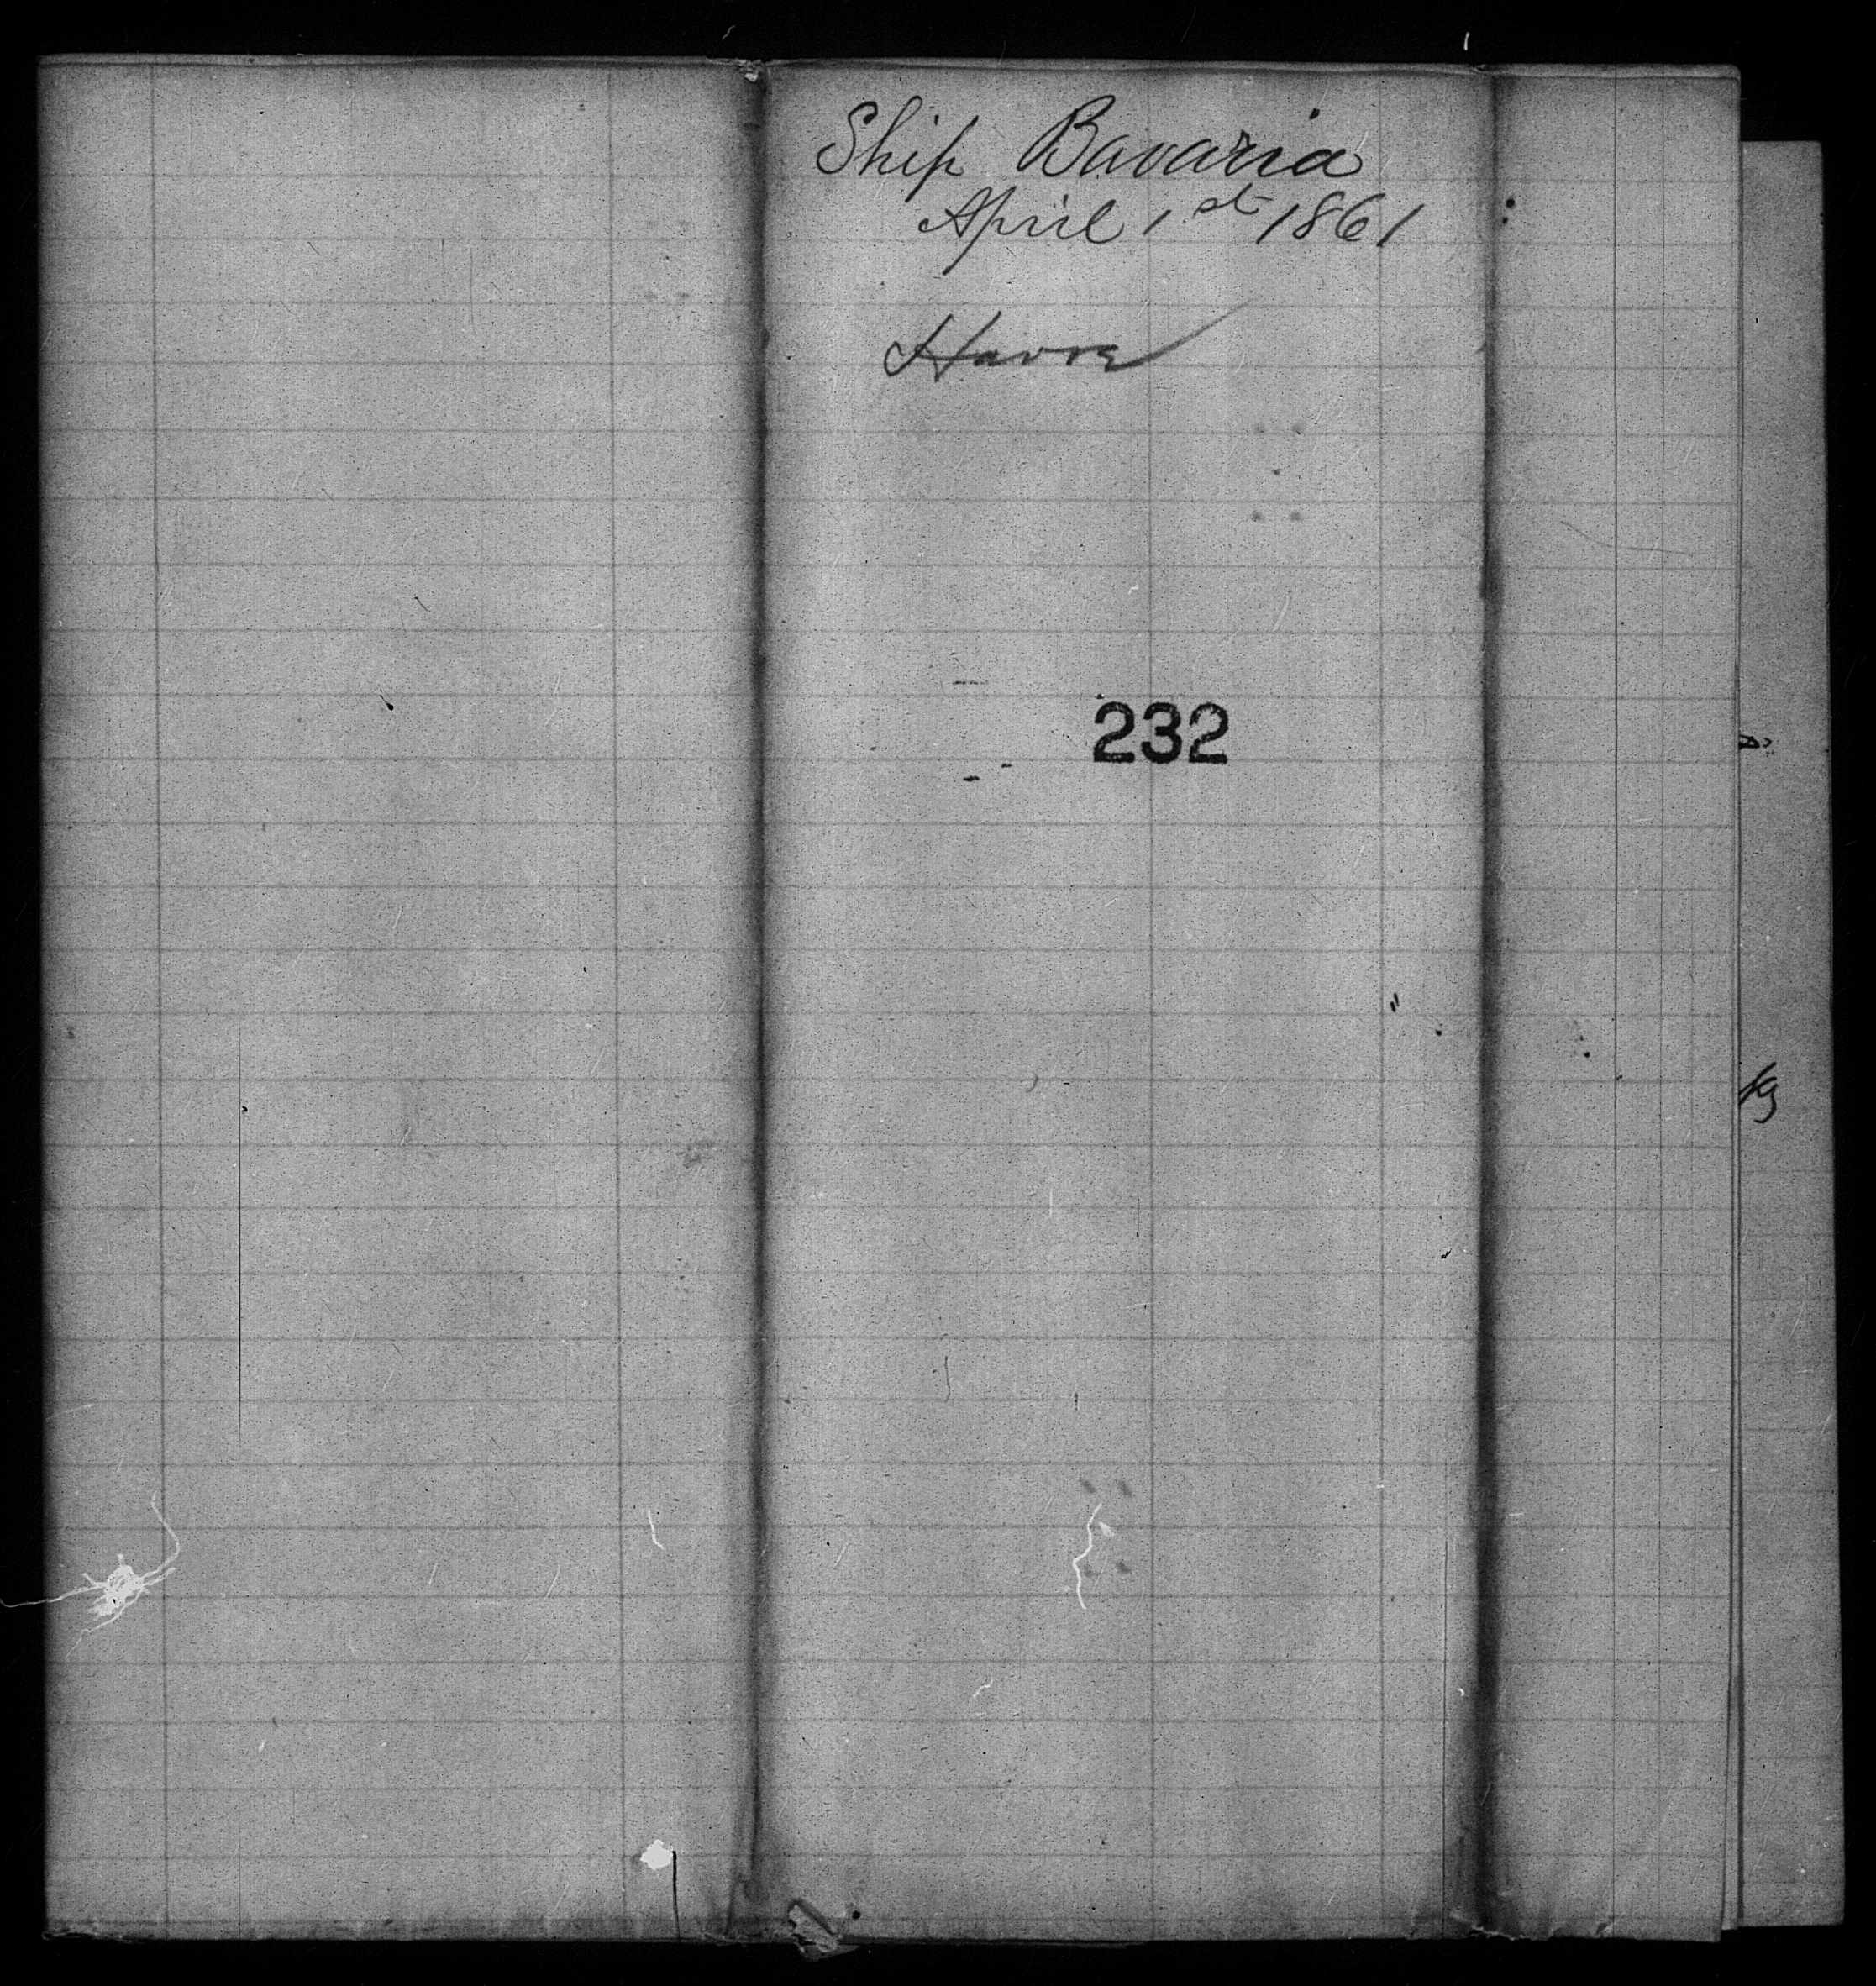 Ship Bavaria
April 1st 1861
Havre
232